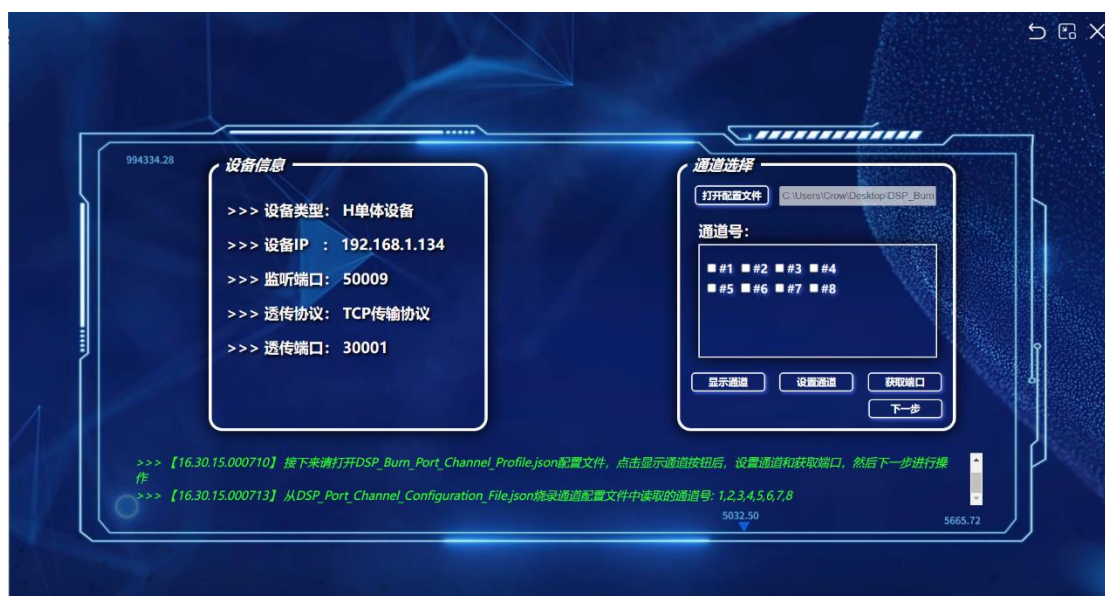 994334.28
设备信息
>>> 设备类型: H单体设备
>>> 设备IP : 192.168.1.134
>>> 监听端口: 50009
>>> 透传协议: TCP传输协议
>>> 透传端口: 30001
通道选择
打开配置文件 C:\Users\Crow\Desktop\DSP_Burn
通道号:
#1 #2 #3 #4
#5 #6 #7 #8
显示通道 设置通道 获取端口
下一步
>>> 【16.30.15.000710】 接下来请打开DSP_Burn_Port_Channel_Profile.json配置文件，点击显示通道按钮后，设置通道和获取端口，然后下一步进行操
作
>>> 【16.30.15.000713】 从DSP_Port_Channel_Configuration_File.json烧录通道配置文件中读取的通道号: 1,2,3,4,5,6,7,8
5032.50
5665.72